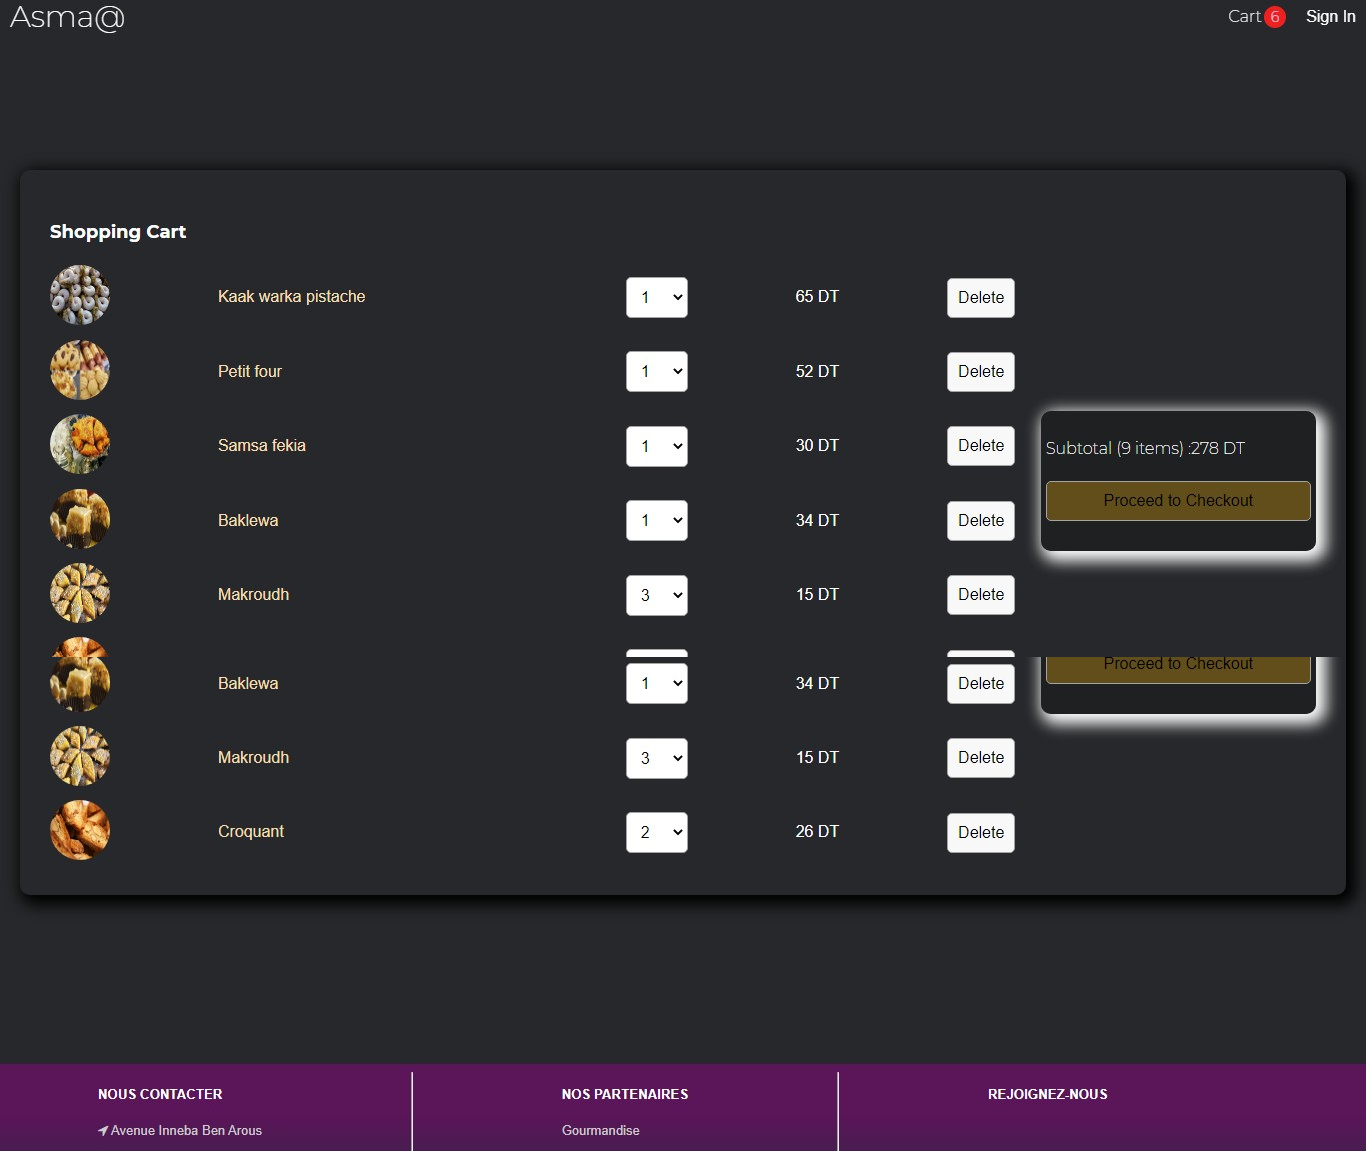 Asma@
Cart 6 Sign In
Shopping Cart
Kaak warka pistache 1 65 DT Delete
Petit four 1 52 DT Delete
Samsa fekia 1 30 DT Delete
Subtotal (9 items) :278 DT
Proceed to Checkout
Baklewa 1 34 DT Delete
Makroudh 3 15 DT Delete
Proceed to Checkout
Baklewa 1 34 DT Delete
Makroudh 3 15 DT Delete
Croquant 2 26 DT Delete
NOUS CONTACTER NOS PARTENAIRES REJOIGNEZ-NOUS
Avenue Inneba Ben Arous Gourmandise